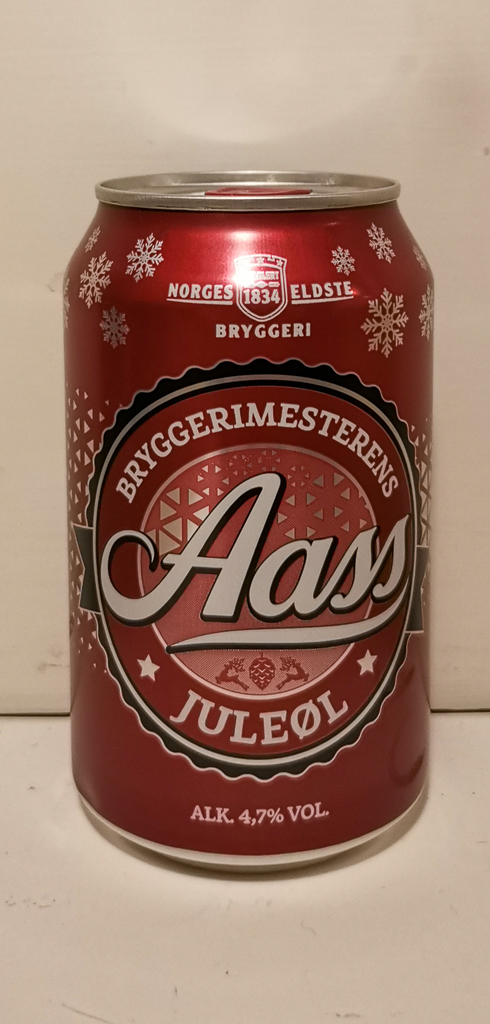 NORGES 1834 ELDSTE
BRYGGERI
BRYGGERIMESTERENS
Aass
JULEØL
ALK. 4,7% VOL.